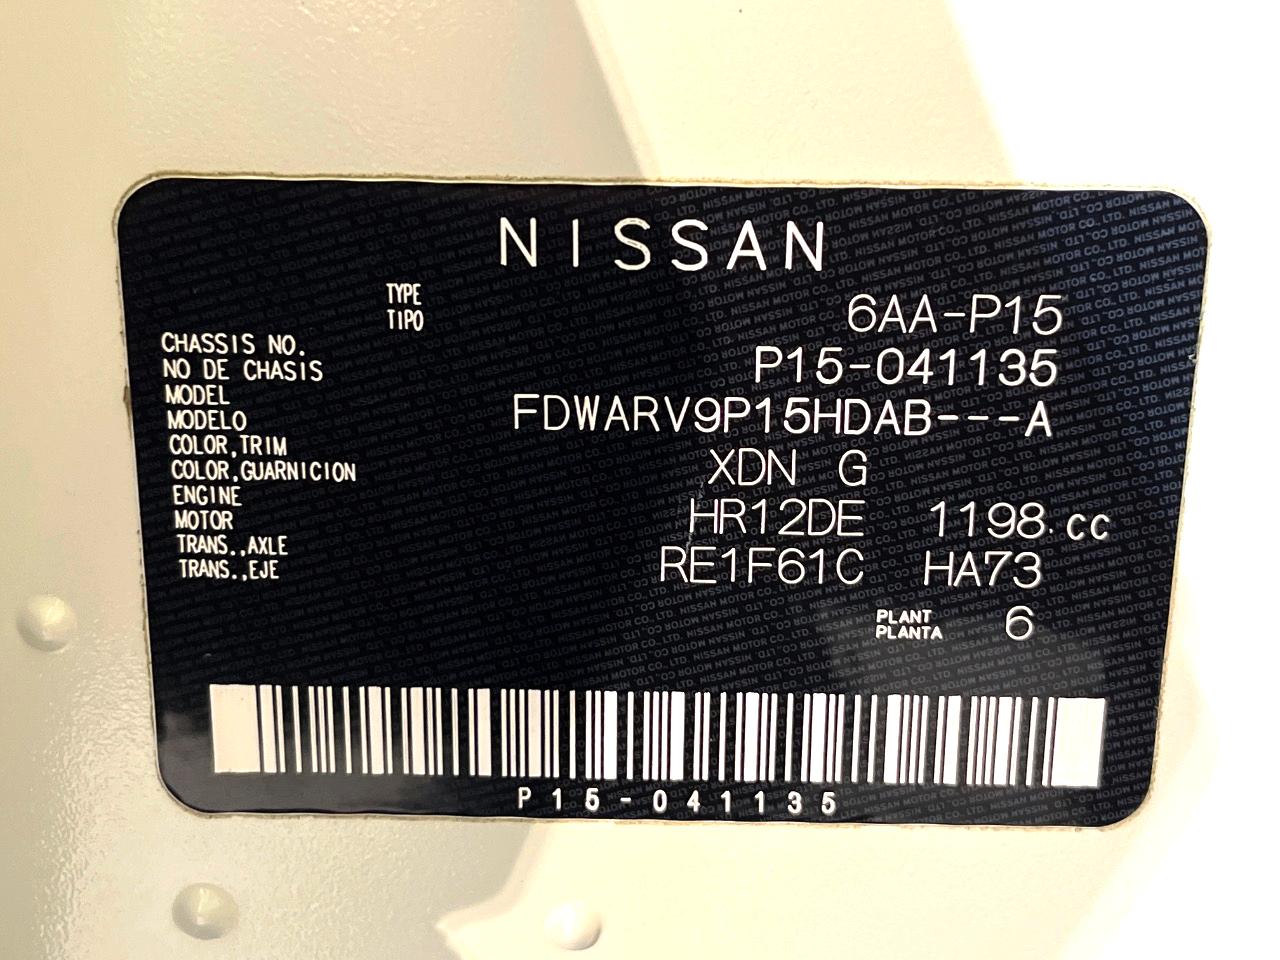 NISSAN
TYPE
TIPO 6AA-P15
CHASSIS NO.
NO DE CHASIS P15-041135
MODEL
MODELO FDWARV9P15HDAB---A
COLOR,TRIM
COLOR,GUARNICION XDN G
ENGINE
MOTOR HR12DE 1198.cc
TRANS.,AXLE
TRANS.,EJE RE1F61C HA73
PLANT
PLANTA 6
P15-041135